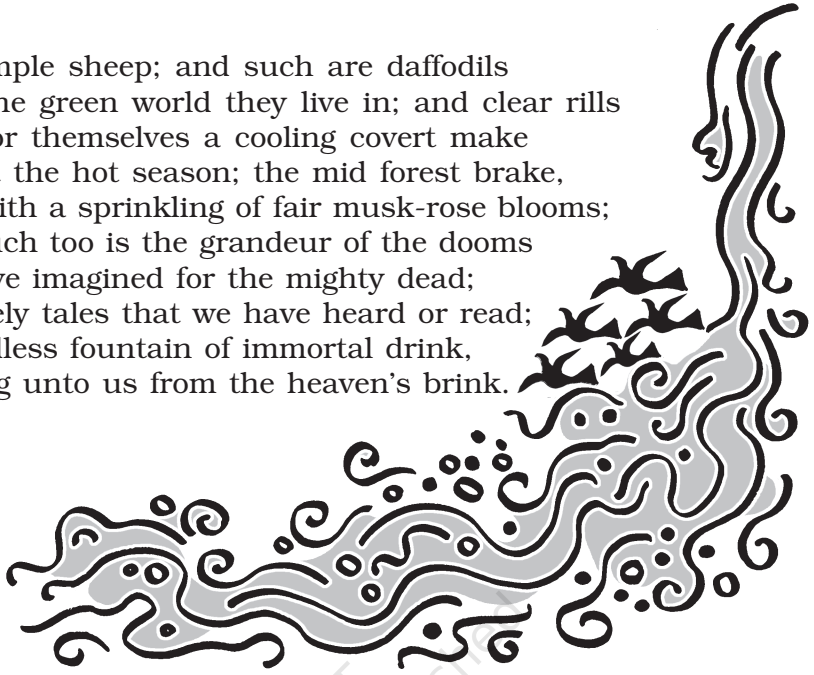 mple sheep; and such are daffodils
he green world they live in; and clear rills
or themselves a cooling covert make
the hot season; the mid forest brake,
ith a sprinkling of fair musk-rose blooms;
uch too is the grandeur of the dooms
ve imagined for the mighty dead;
ely tales that we have heard or read;
lless fountain of immortal drink,
g unto us from the heaven’s brink.